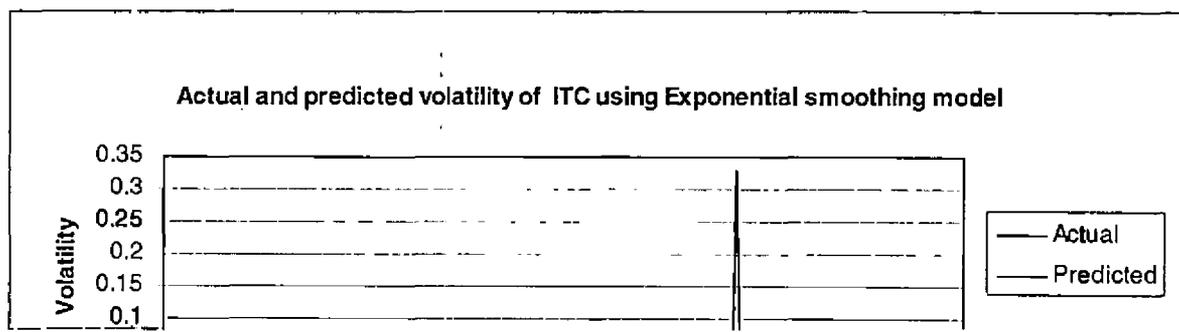 Actual and predicted volatility of ITC using Exponential smoothing model
0.35
0.3
0.25
0.2
0.15
0.1
Volatility
Actual
Predicted